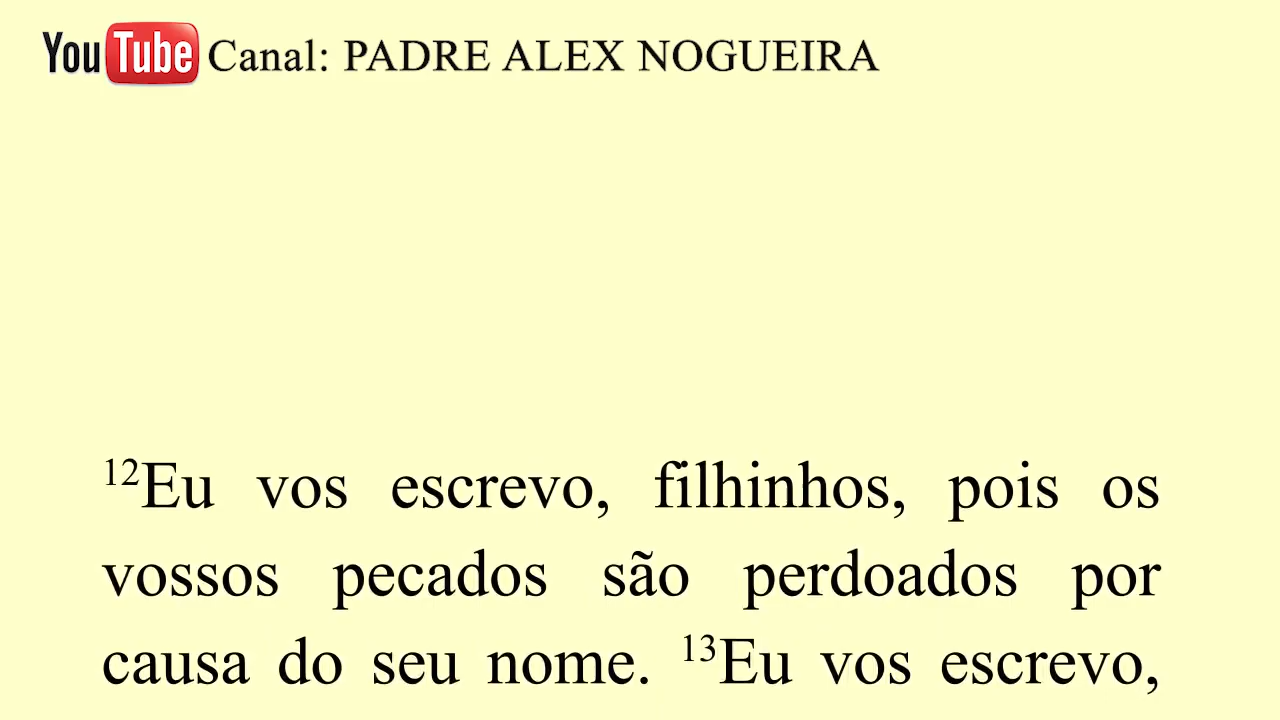 YouTube Canal: PADRE ALEX NOGUEIRA
12Eu vos escrevo, filhinhos, pois os
vossos pecados são perdoados por
causa do seu nome. 13Eu vos escrevo,